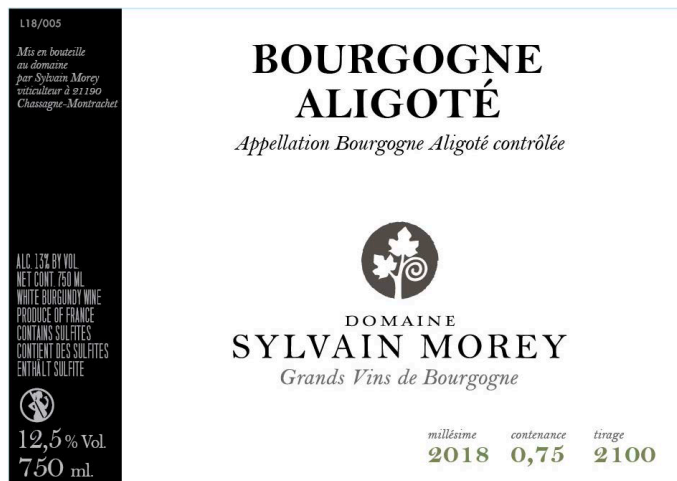 L18/005
Mis en bouteille
au domaine
par Sylvain Morey
viticulteur à 21190
Chassagne-Montrachet
ALC. 13% BY VOL.
NET CONT. 750 ML
WHITE BURGUNDY WINE
PRODUCE OF FRANCE
CONTAINS SULFITES
CONTIENT DES SULFITES
ENTHÄLT SULFITE
12,5 % Vol.
750 ml.
BOURGOGNE
ALIGOTÉ
Appellation Bourgogne Aligoté contrôlée
DOMAINE
SYLVAIN MOREY
Grands Vins de Bourgogne
millésime contenance tirage
2018 0,75 2100